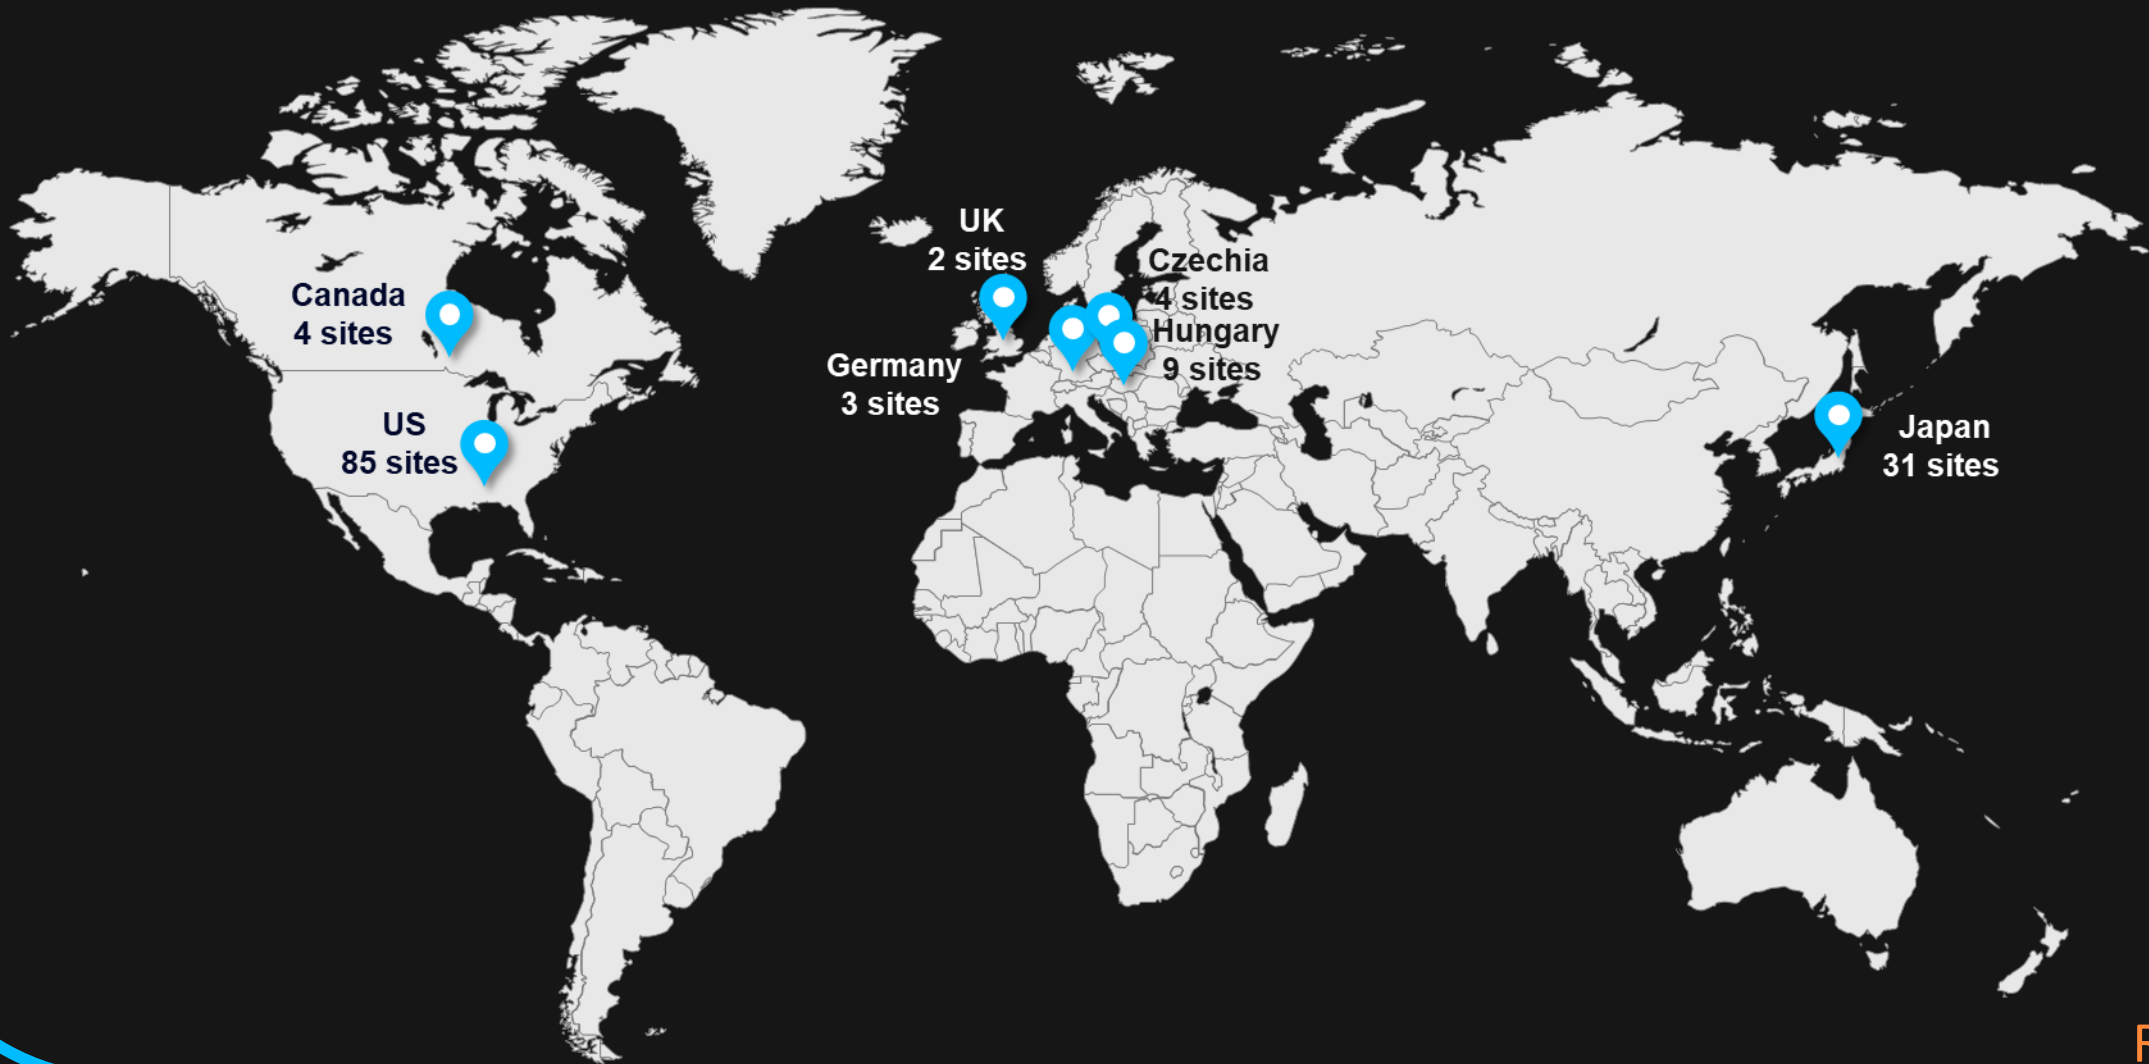 UK
2 sites
Czechia
4 sites
Canada
4 sites
Hungary
9 sites
Germany
3 sites
US
85 sites
Japan
31 sites